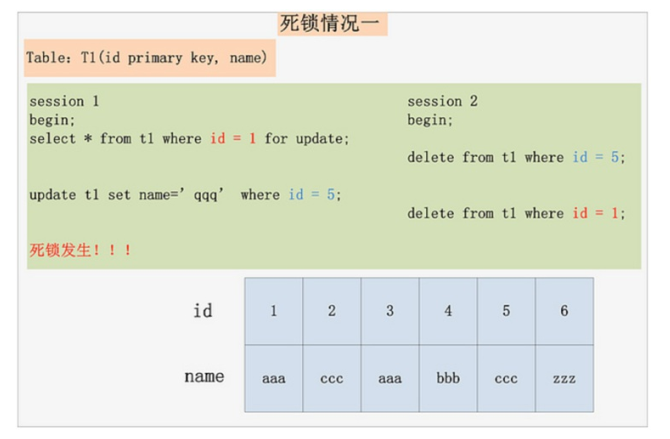 死锁情况一
Table: T1(id primary key, name)
session 1
begin;
select * from t1 where id = 1 for update;
update t1 set name=’qqq’ where id = 5;
死锁发生！！！
session 2
begin;
delete from t1 where id = 5;
delete from t1 where id = 1;
id 1 2 3 4 5 6
name aaa ccc aaa bbb ccc zzz